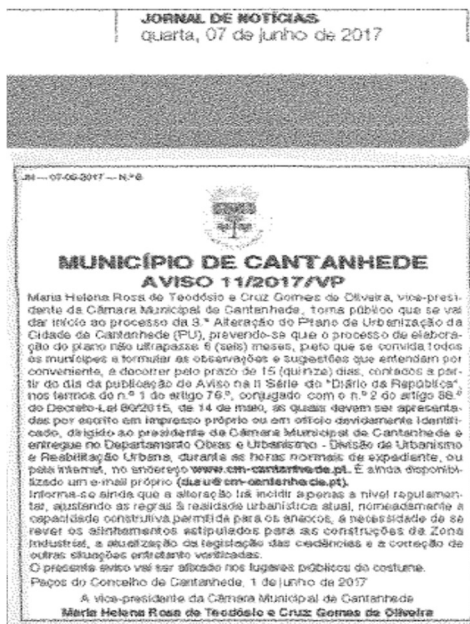 JORNAL DE NOTÍCIAS
quarta, 07 de junho de 2017
JN — 07-06-2017 — N.º 6
MUNICÍPIO DE CANTANHEDE
AVISO 11/2017/VP
Maria Helena Rosa de Teodósio e Cruz Gomes de Oliveira, vice-presi-
dente da Câmara Municipal de Cantanhede, torna público que se vai
dar início ao processo da 3.ª Alteração do Plano de Urbanização da
Cidade de Cantanhede (PU), prevendo-se que o processo de elabora-
ção do plano não ultrapasse 6 (seis) meses, pelo que se convida todos
os munícipes a formular as observações e sugestões que entendam por
conveniente, a decorrer pelo prazo de 15 (quinze) dias, contados a par-
tir do dia da publicação do Aviso na II Série do "Diário da República",
nos termos do n.º 1 do artigo 76.º, conjugado com o n.º 2 do artigo 88.º
do Decreto-Lei 80/2015, de 14 de maio, as quais devem ser apresenta-
das por escrito em impresso próprio ou em ofício devidamente identifi-
cado, dirigido ao presidente da Câmara Municipal de Cantanhede e
entregue no Departamento Obras e Urbanismo - Divisão de Urbanismo
e Reabilitação Urbana, durante as horas normais de expediente, ou
pela internet, no endereço www.cm-cantanhede.pt. É ainda disponibi-
lizado um e-mail próprio (du@cm-cantanhede.pt).
Informa-se ainda que a alteração irá incidir apenas a nível regulamen-
tar, ajustando as regras à realidade urbanística atual, nomeadamente a
capacidade construtiva permitida para os anexos, a necessidade de se
rever os alinhamentos estipulados para as construções da Zona
Industrial, a atualização da legislação das cedências e a correção de
outras situações entretanto verificadas.
O presente aviso vai ser afixado nos lugares públicos do costume.
Paços do Concelho de Cantanhede, 1 de junho de 2017
A vice-presidente da Câmara Municipal de Cantanhede
Maria Helena Rosa de Teodósio e Cruz Gomes de Oliveira